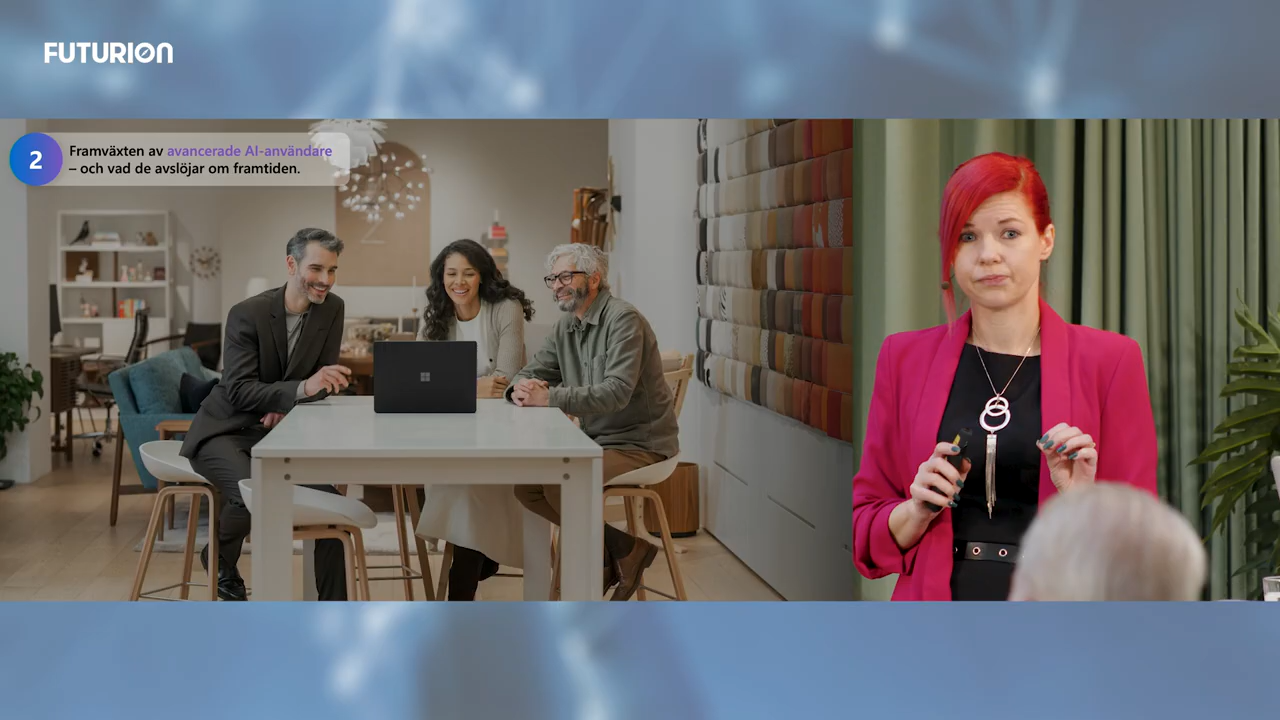 FUTURION
2
Framväxten av avancerade AI-användare
– och vad de avslöjar om framtiden.